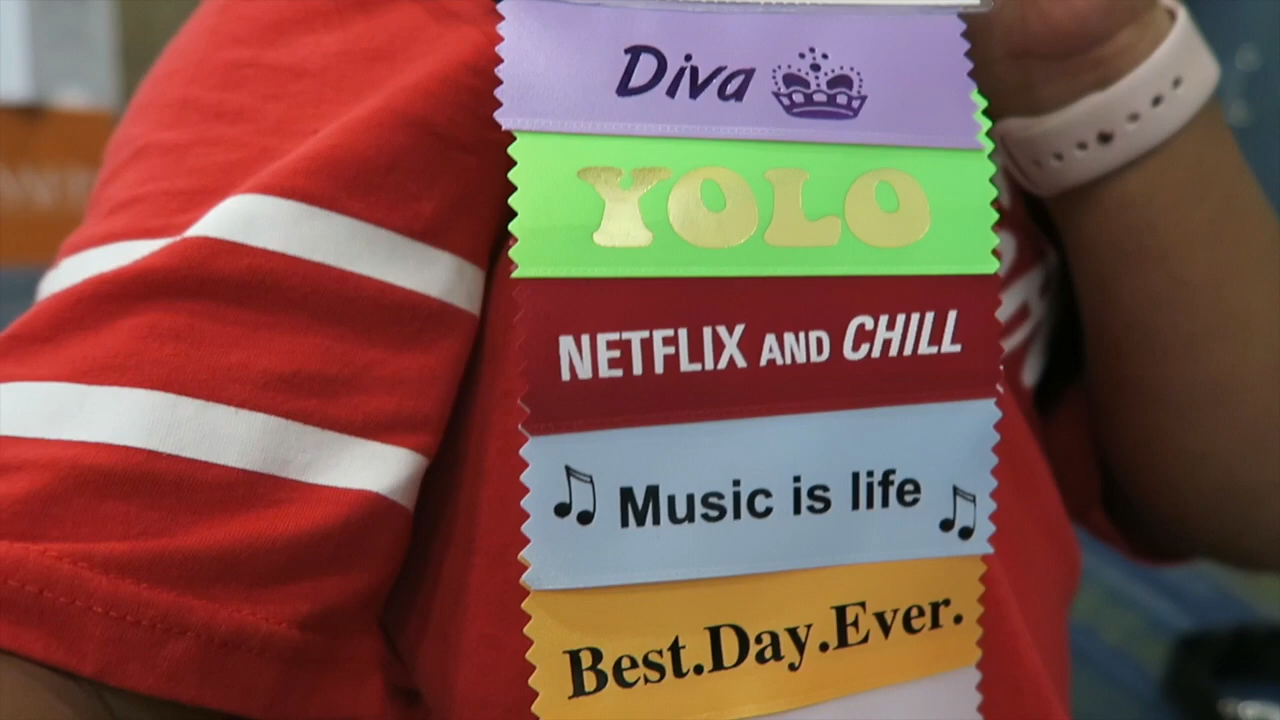 Diva
YOLO
NETFLIX AND CHILL
Music is life
Best.Day.Ever.